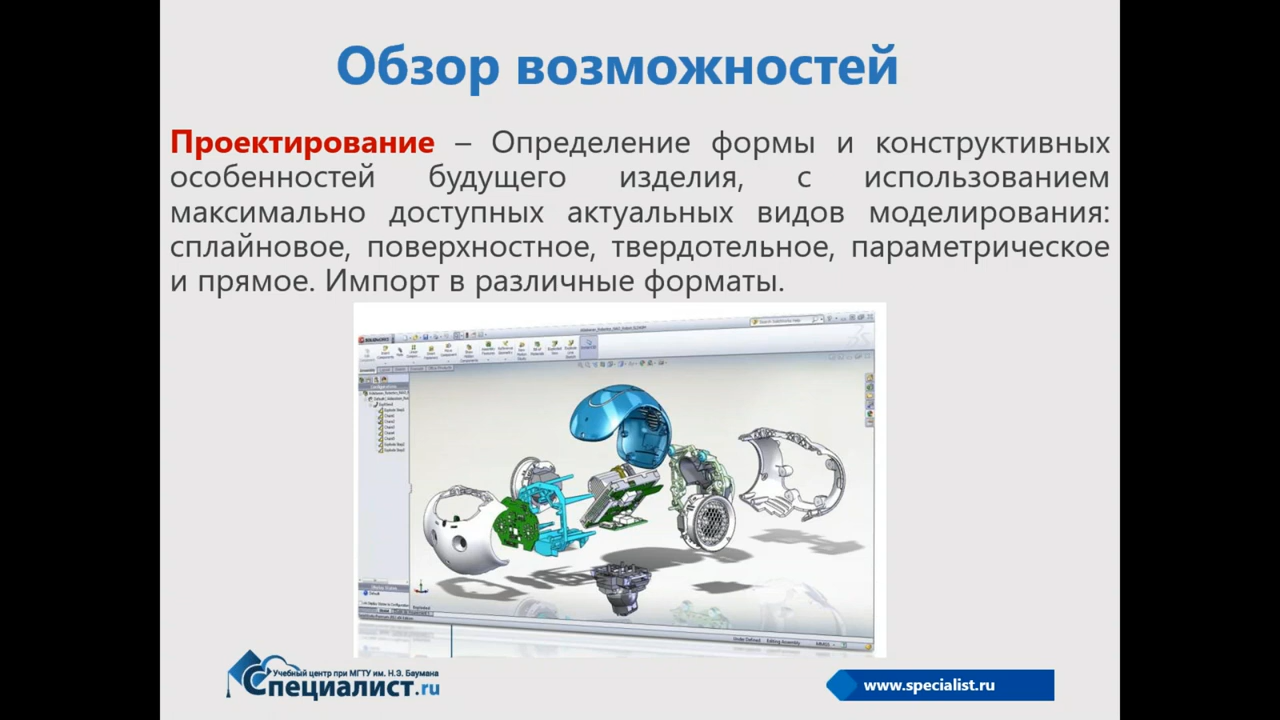 Обзор возможностей
Проектирование – Определение формы и конструктивных
особенностей будущего изделия, с использованием
максимально доступных актуальных видов моделирования:
сплайновое, поверхностное, твердотельное, параметрическое
и прямое. Импорт в различные форматы.
Учебный центр при МГТУ им. Н.Э. Баумана
Специалист.ru
www.specialist.ru